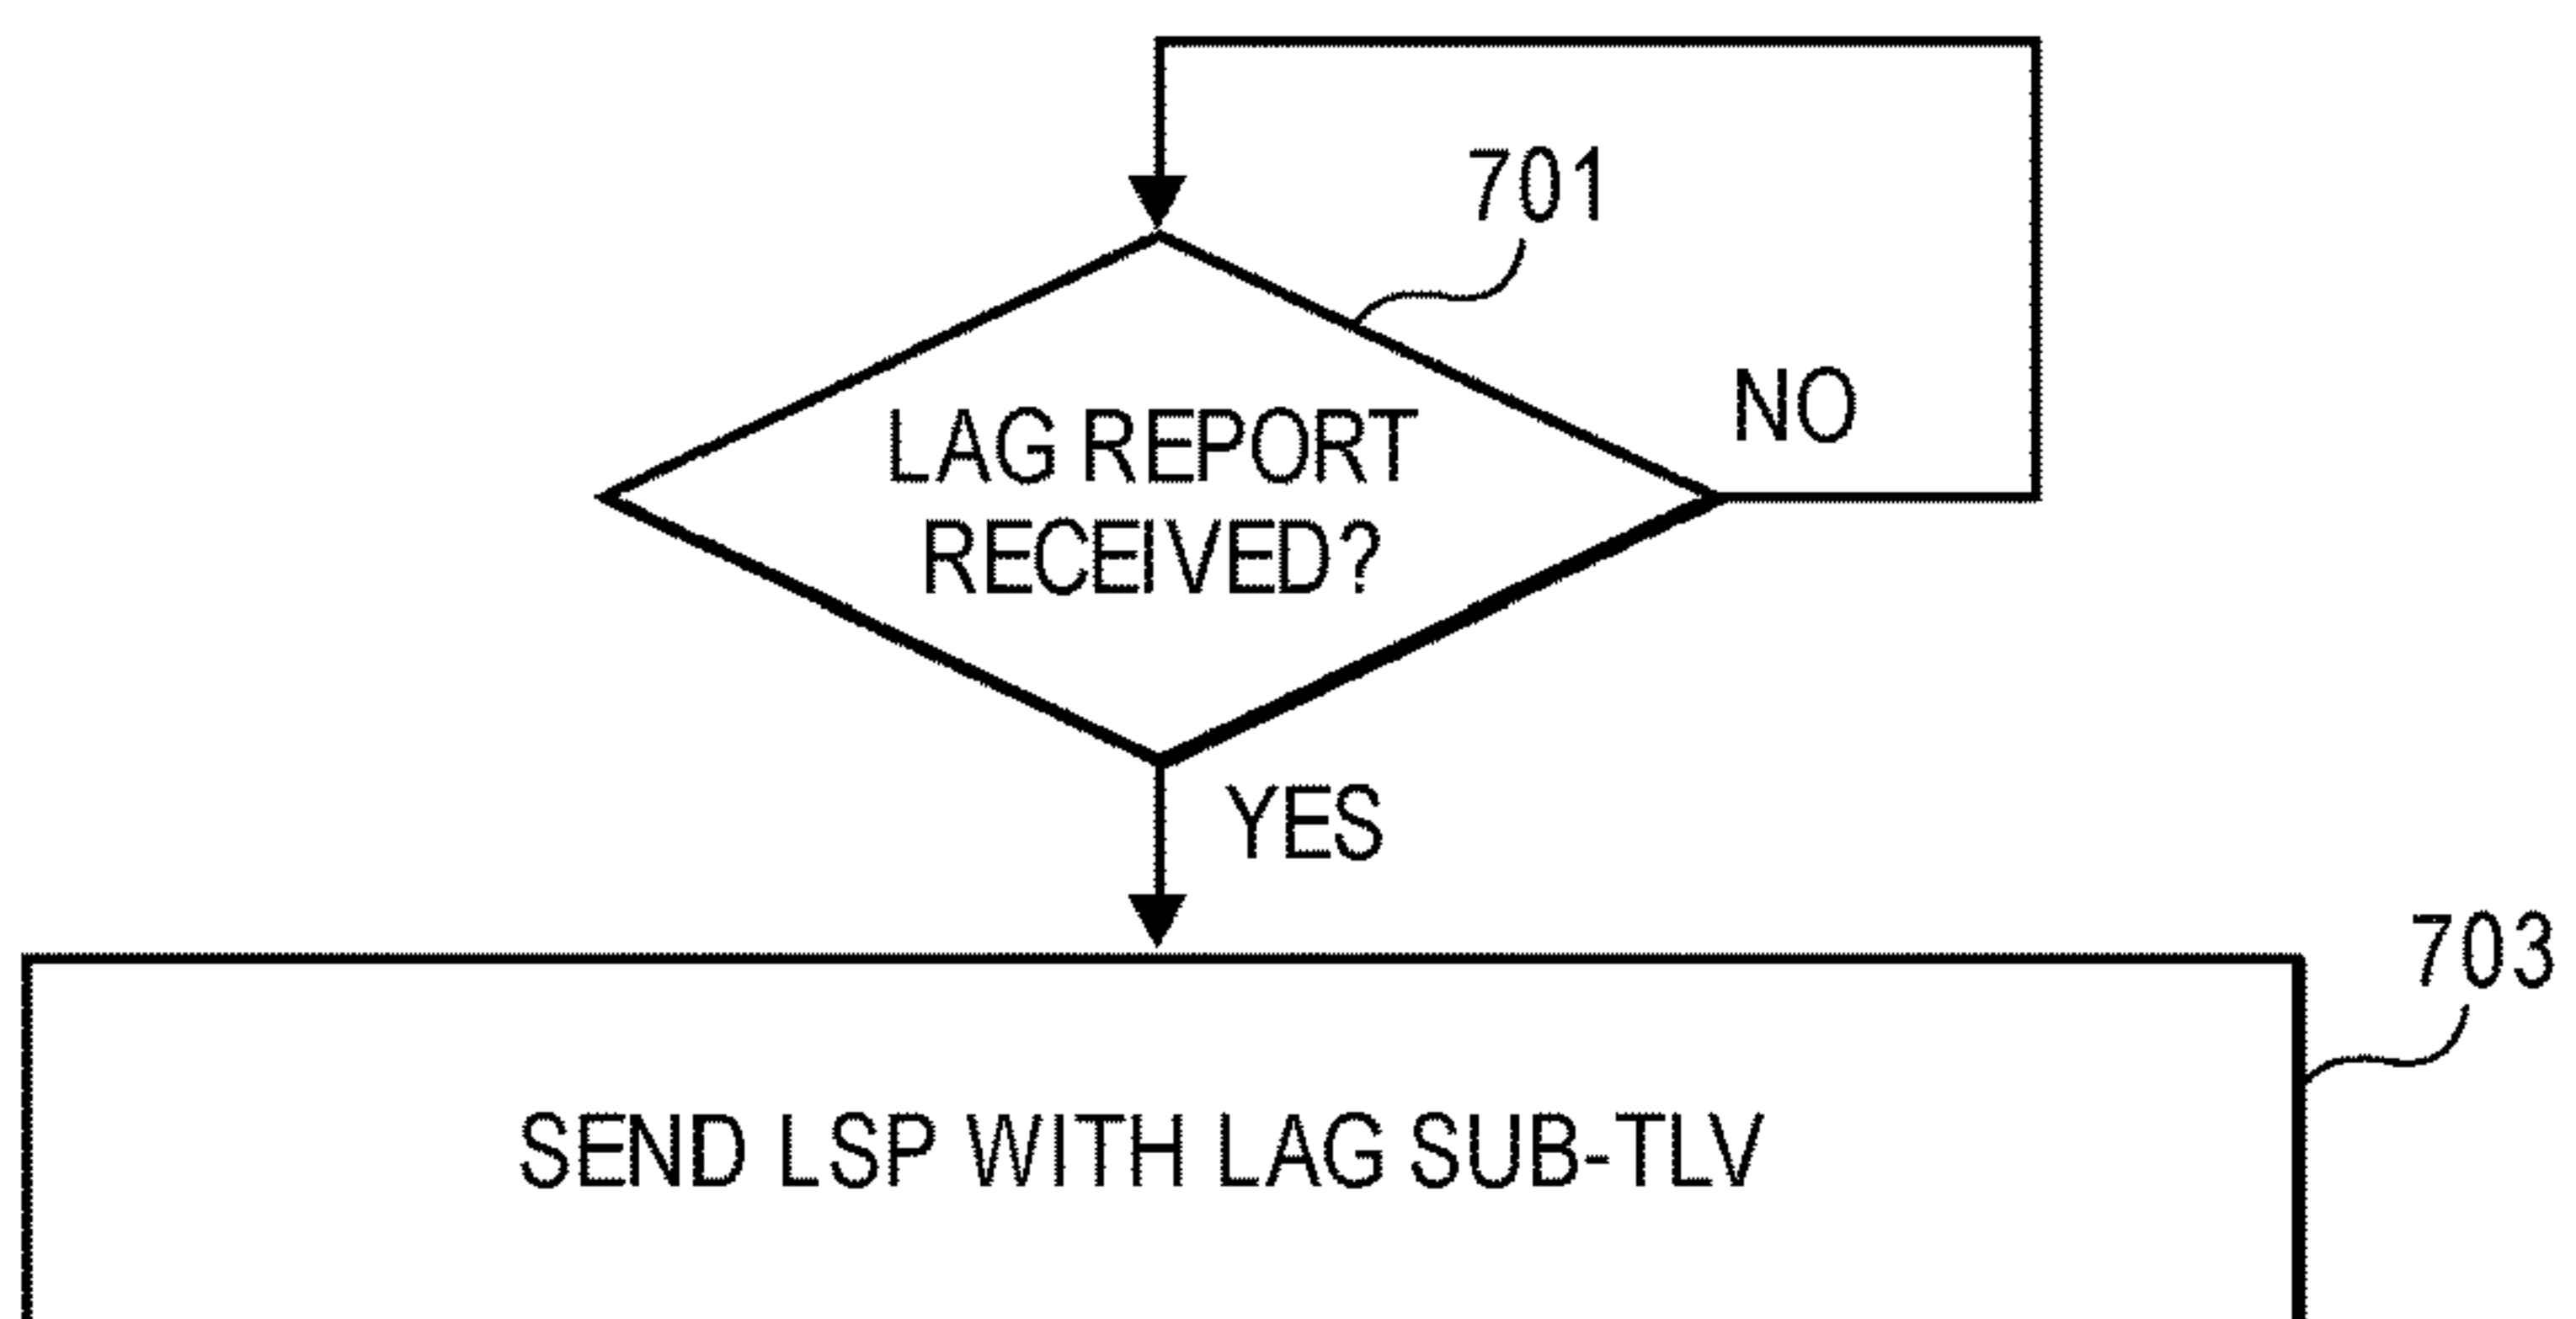 701
NO
LAG REPORT
RECEIVED?
YES
703
SEND LSP WITH LAG SUB-TLV